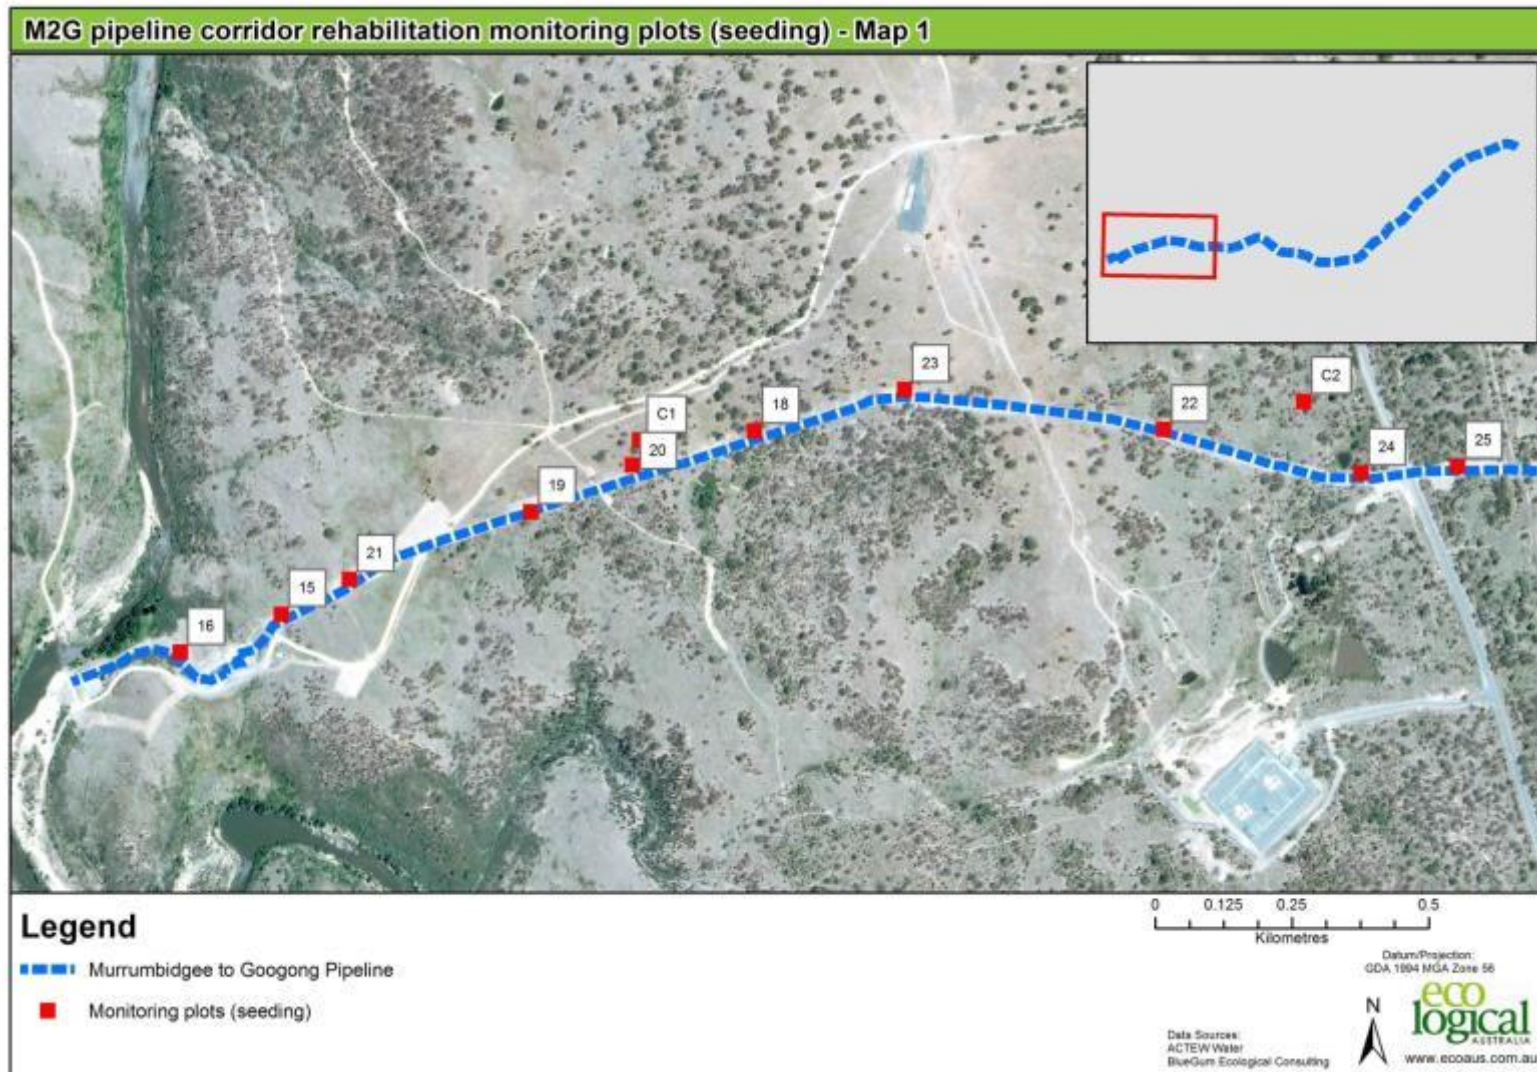 M2G pipeline corridor rehabilitation monitoring plots (seeding) - Map 1
23
C2
18
22
C1
20
24
25
19
21
15
16
Legend
Murrumbidgee to Googong Pipeline
Monitoring plots (seeding)
0 0.125 0.25 0.5
Kilometres
Datum/Projection:
GDA 1994 MGA Zone 56
N
eco
logical
AUSTRALIA
www.ecoaus.com.au
Data Sources:
ACTEW Water
BlueGum Ecological Consulting